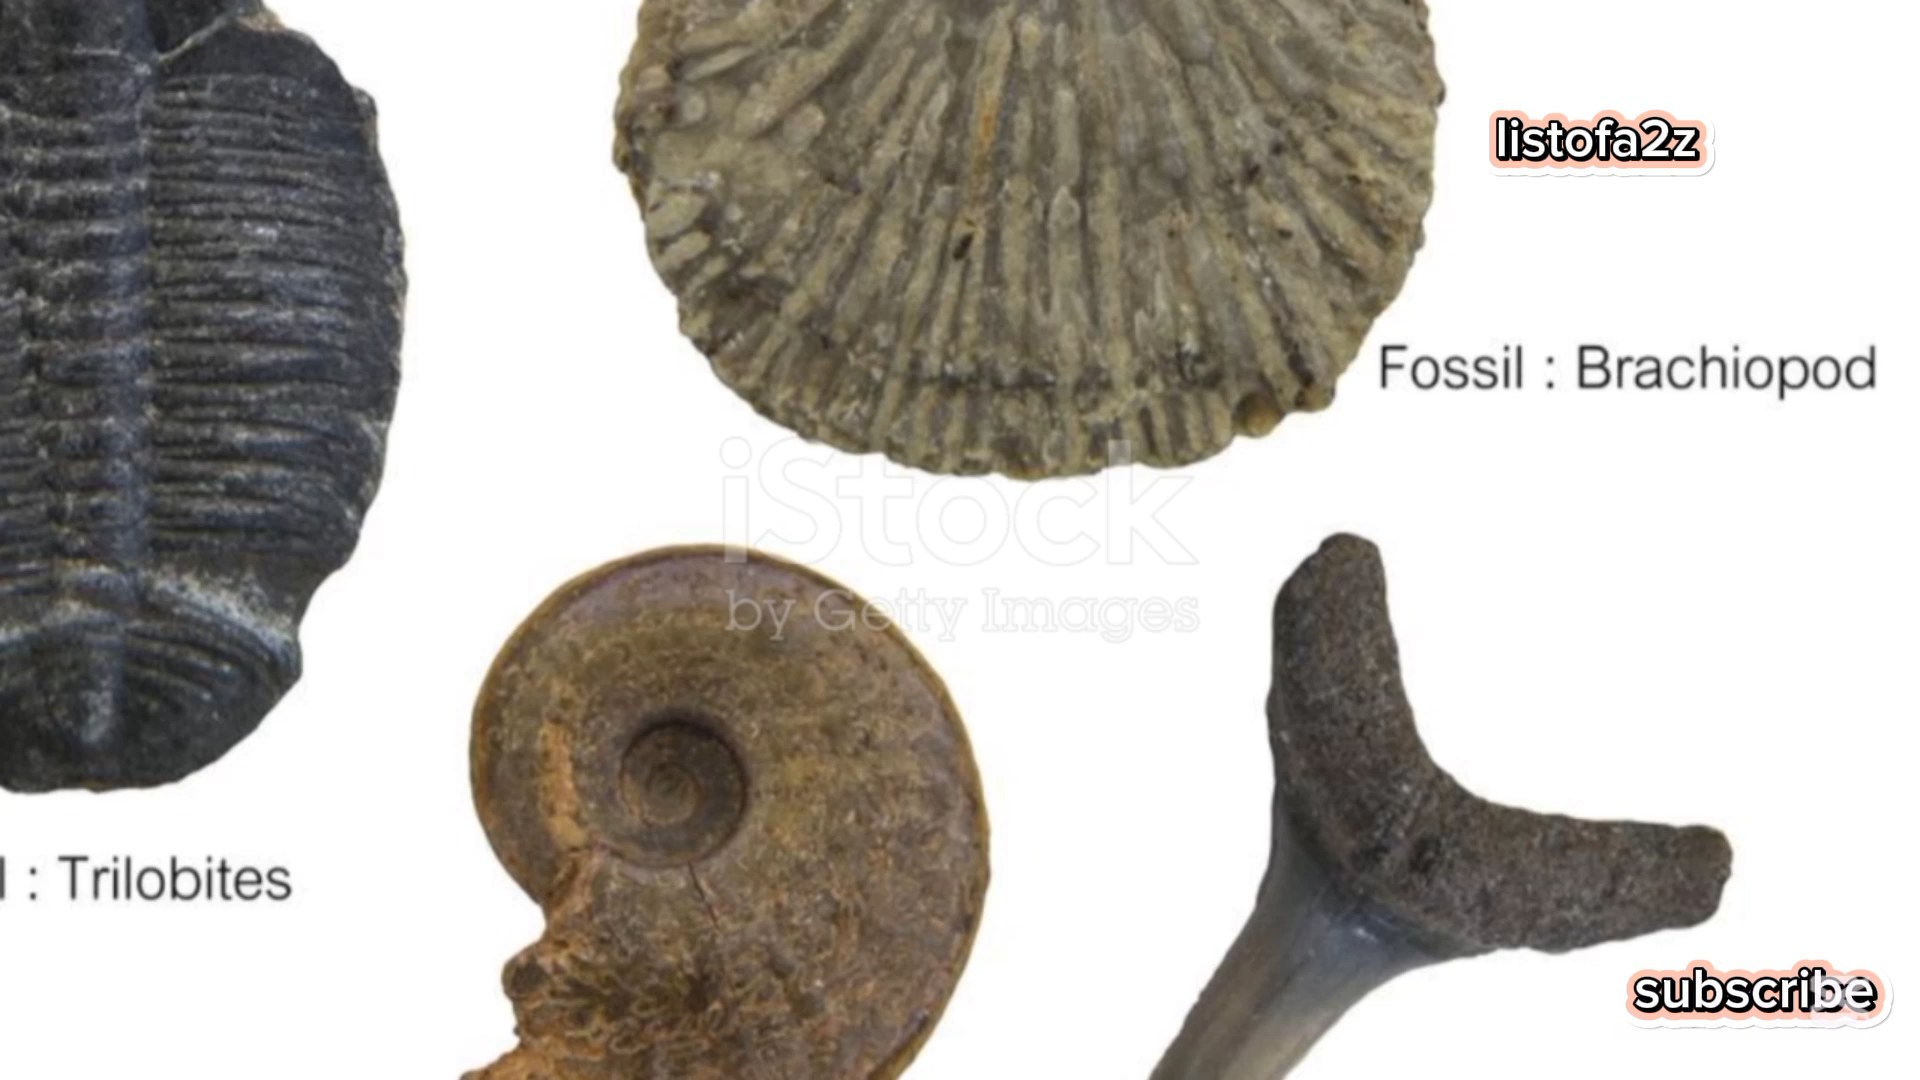 listofa2z
Fossil : Brachiopod
iStock
by Getty Images
l : Trilobites
subscribe